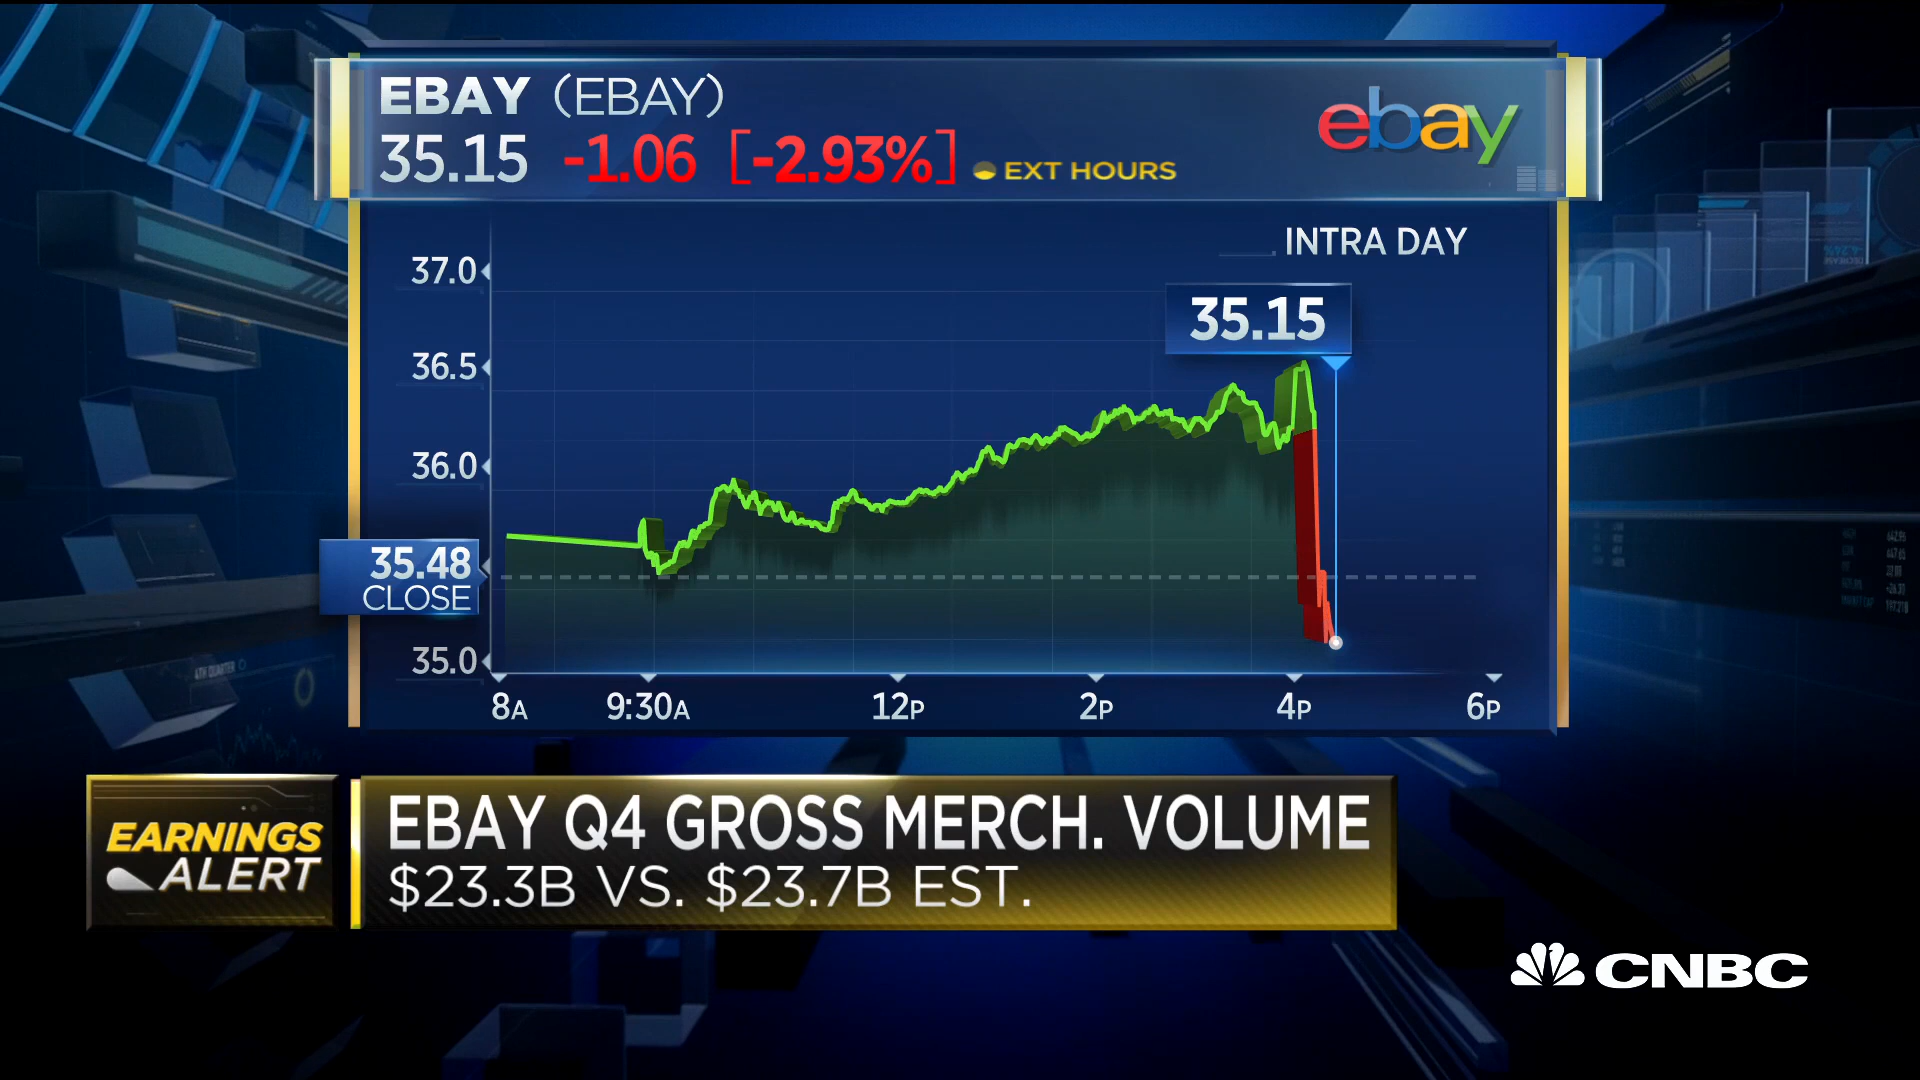 EBAY (EBAY)
35.15 -1.06 [-2.93%] EXT HOURS
ebay
INTRA DAY
35.15
37.0
36.5
36.0
35.48
CLOSE
35.0
8A 9:30A 12P 2P 4P 6P
4TH QUARTER
EARNINGS
ALERT
EBAY Q4 GROSS MERCH. VOLUME
$23.3B VS. $23.7B EST.
CNBC